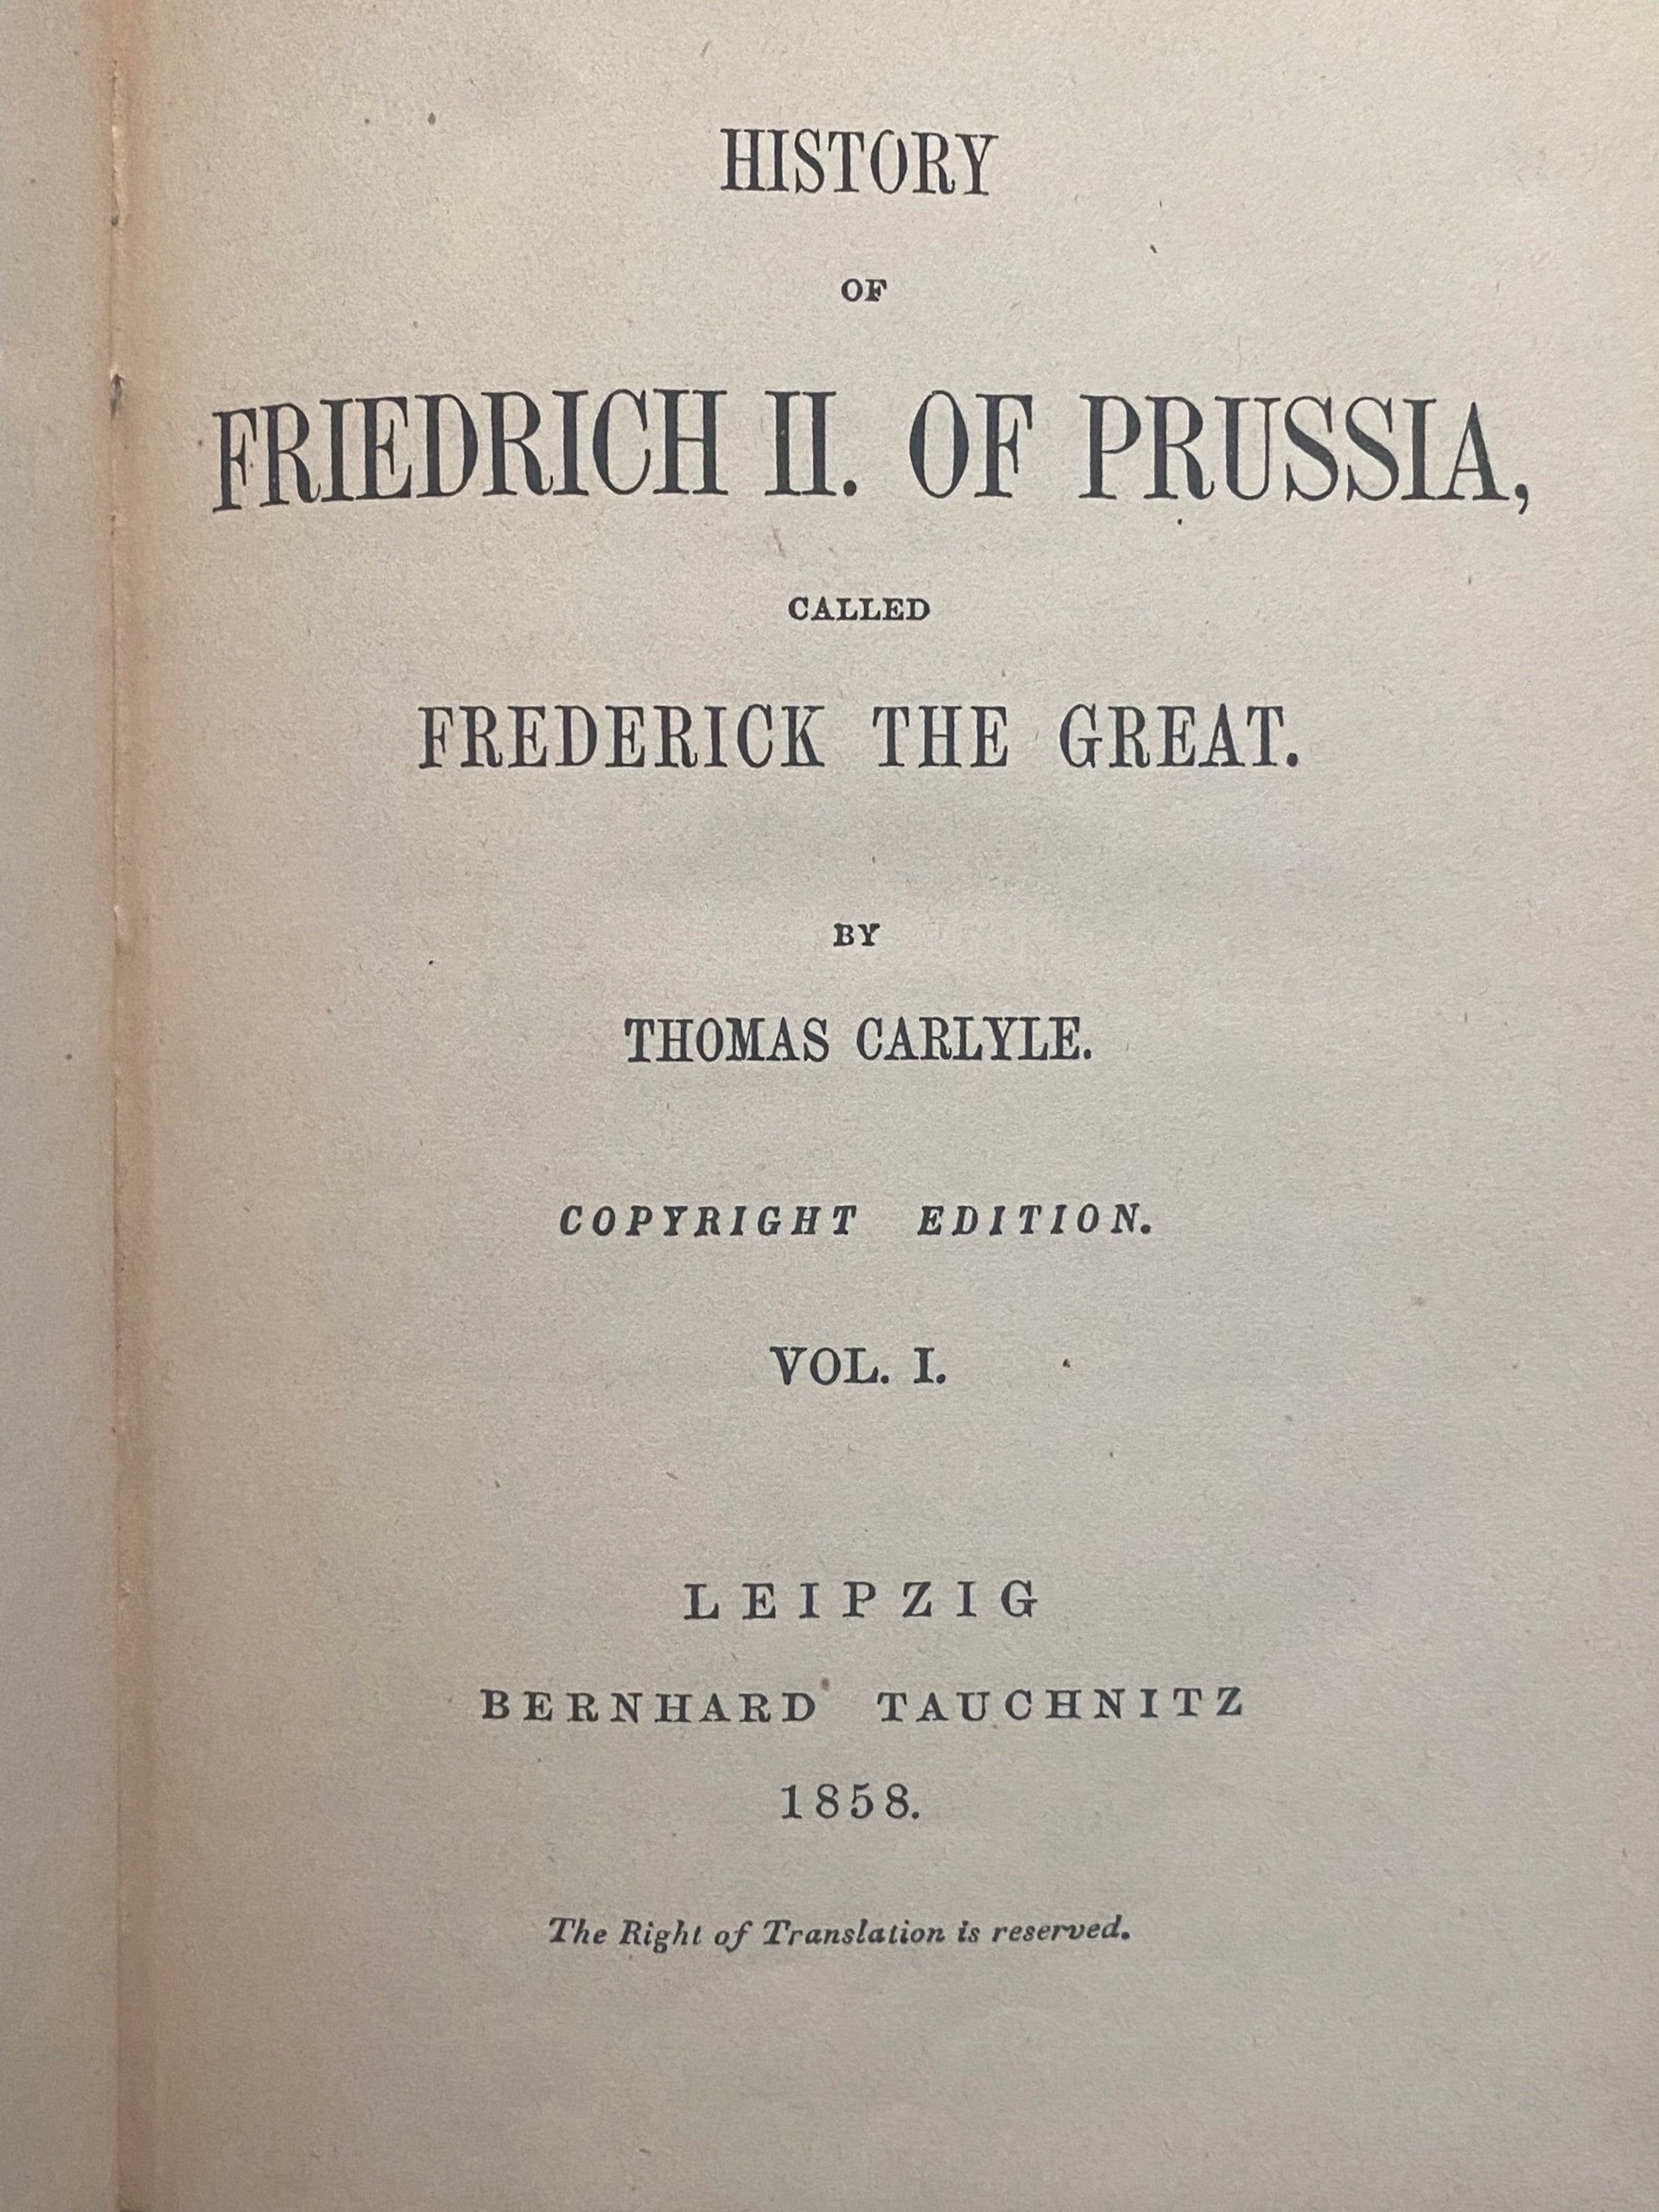 HISTORY
OF
FRIEDRICH II. OF PRUSSIA,
CALLED
FREDERICK THE GREAT.
BY
THOMAS CARLYLE.
COPYRIGHT EDITION.
VOL. I.
LEIPZIG
BERNHARD TAUCHNITZ
1858.
The Right of Translation is reserved.